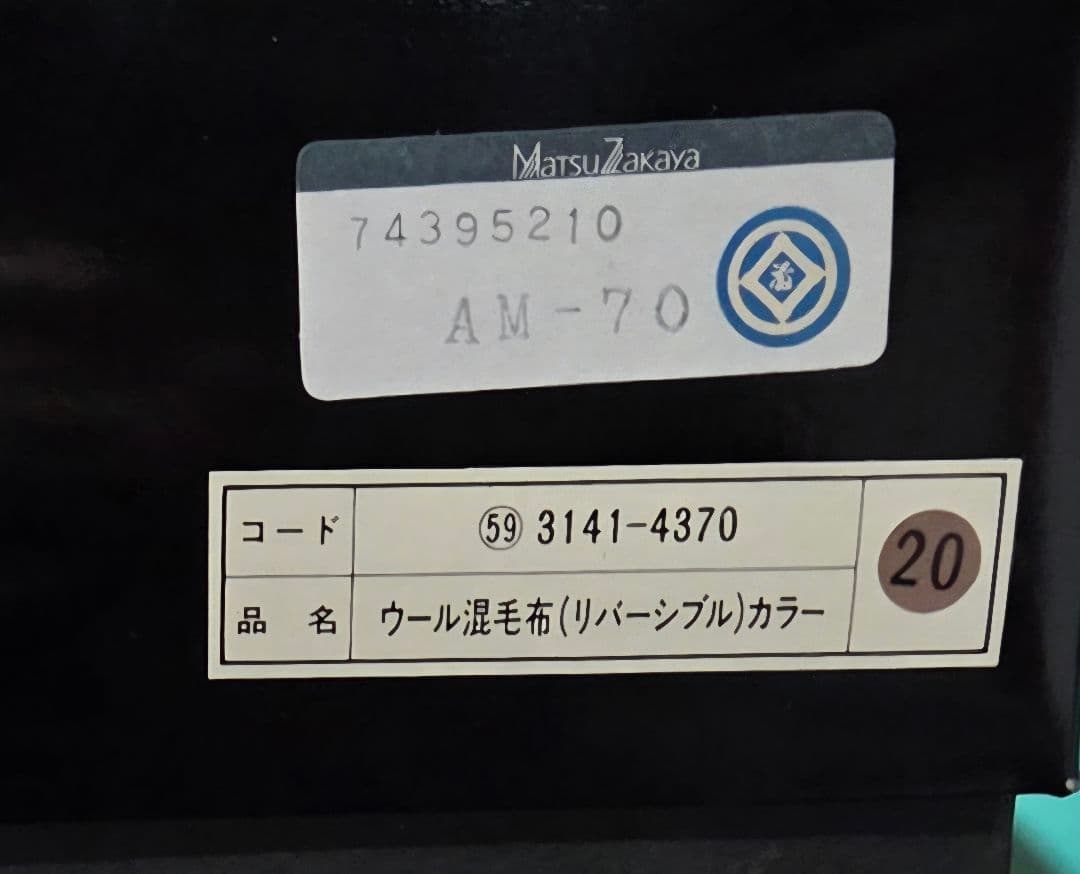 MatsuZakaya
74395210
AM-70
コード ㊾ 3141-4370
20
品名 ウール混毛布(リバーシブル)カラー